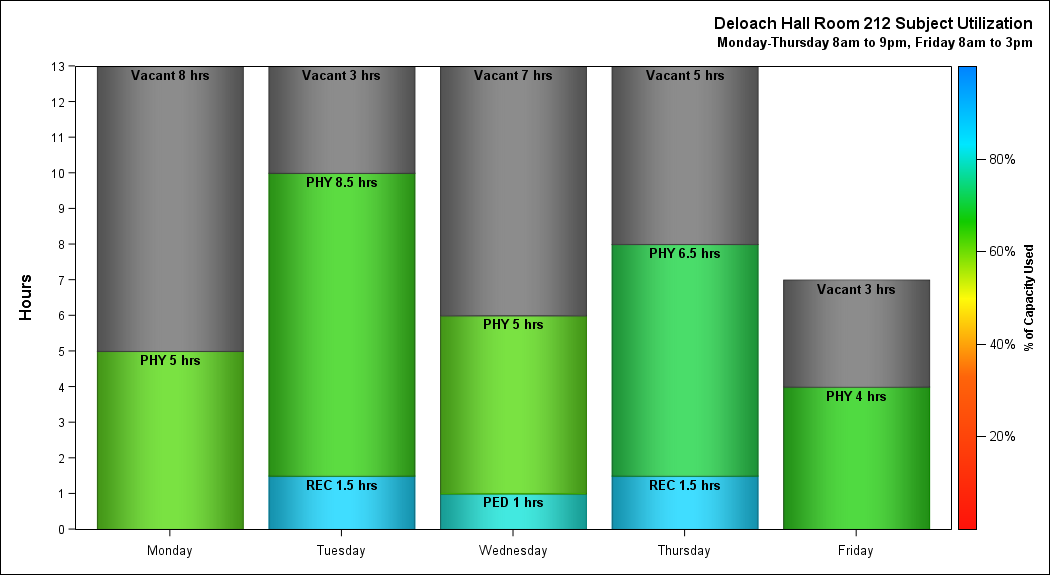 Deloach Hall Room 212 Subject Utilization
Monday-Thursday 8am to 9pm, Friday 8am to 3pm
13
12
11
10
9
8
7
6
5
4
3
2
1
0
Hours
Vacant 8 hrs
PHY 5 hrs
Vacant 3 hrs
PHY 8.5 hrs
REC 1.5 hrs
Vacant 7 hrs
PHY 5 hrs
PED 1 hrs
Vacant 5 hrs
PHY 6.5 hrs
REC 1.5 hrs
Vacant 3 hrs
PHY 4 hrs
Monday
Tuesday
Wednesday
Thursday
Friday
80%
60%
40%
20%
% of Capacity Used